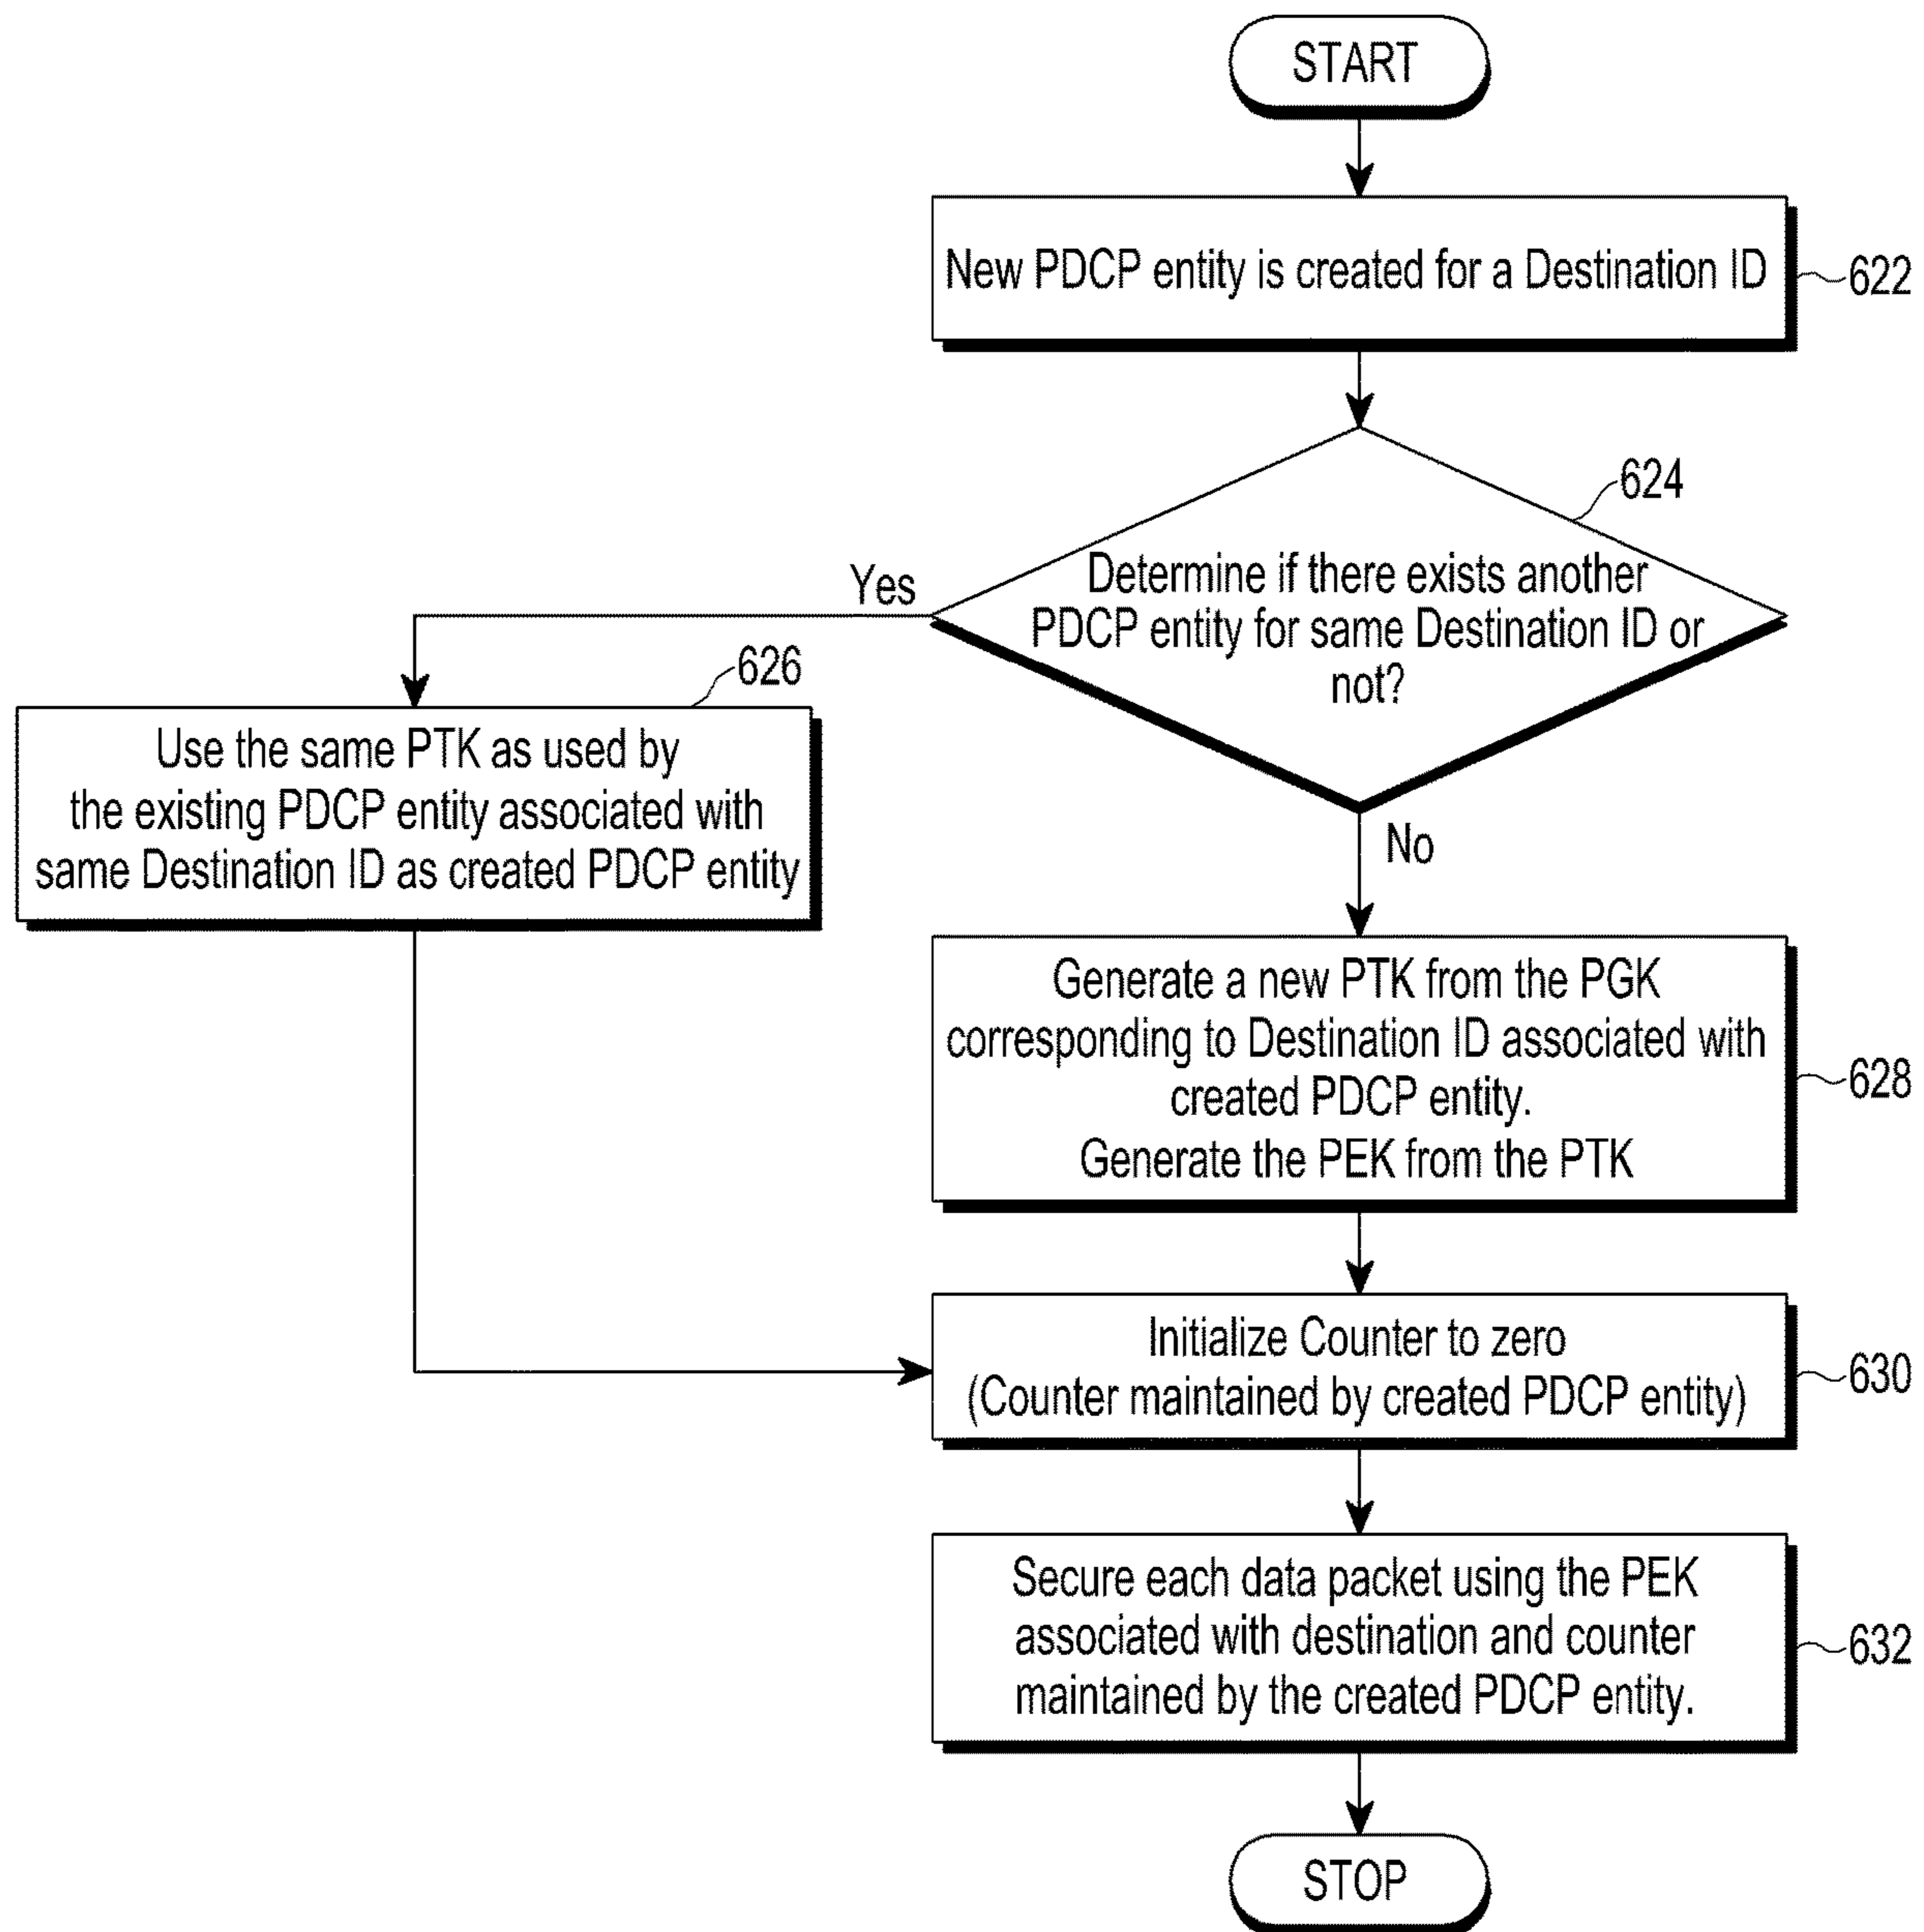 START
New PDCP entity is created for a Destination ID
622
624
Determine if there exists another
PDCP entity for same Destination ID or
not?
Yes
626
Use the same PTK as used by
the existing PDCP entity associated with
same Destination ID as created PDCP entity
No
Generate a new PTK from the PGK
corresponding to Destination ID associated with
created PDCP entity.
Generate the PEK from the PTK
628
Initialize Counter to zero
(Counter maintained by created PDCP entity)
630
Secure each data packet using the PEK
associated with destination and counter
maintained by the created PDCP entity.
632
STOP